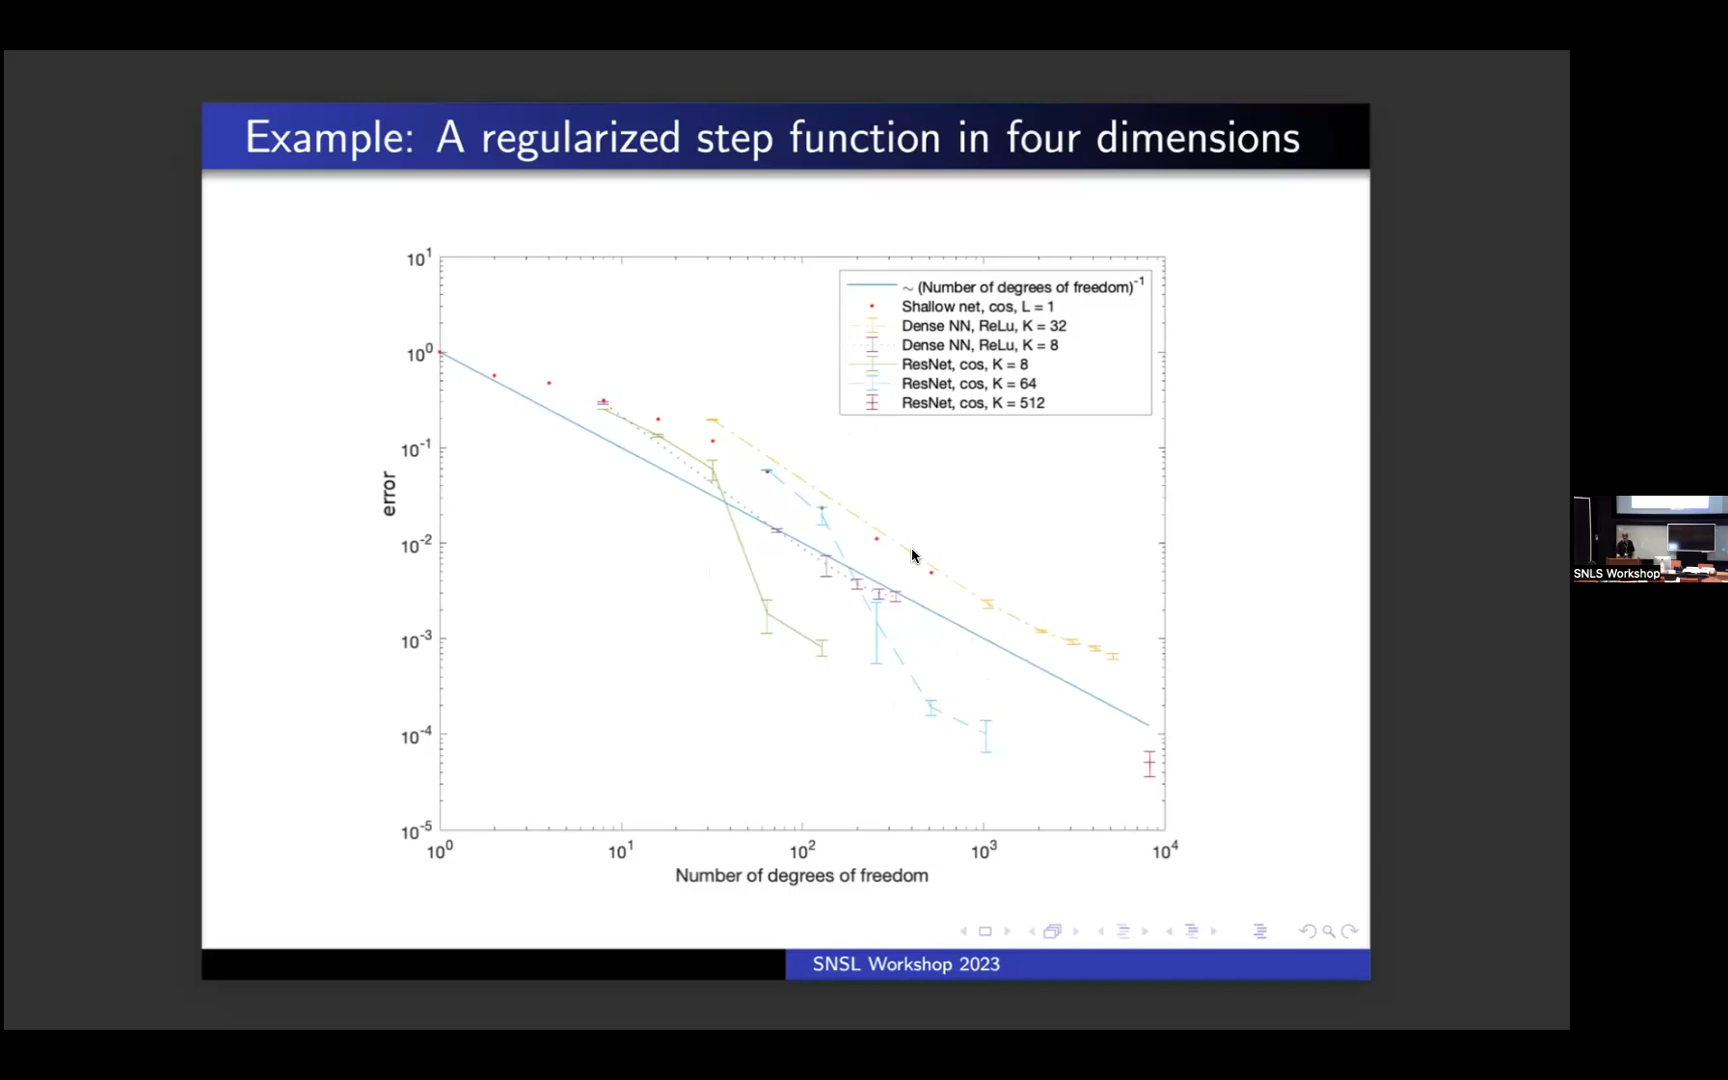 Example: A regularized step function in four dimensions
10^1
10^0
10^-1
10^-2
10^-3
10^-4
10^-5
error
~ (Number of degrees of freedom)^-1
Shallow net, cos, L = 1
Dense NN, ReLu, K = 32
Dense NN, ReLu, K = 8
ResNet, cos, K = 8
ResNet, cos, K = 64
ResNet, cos, K = 512
10^0 10^1 10^2 10^3 10^4
Number of degrees of freedom
SNSL Workshop 2023
SNLS Workshop